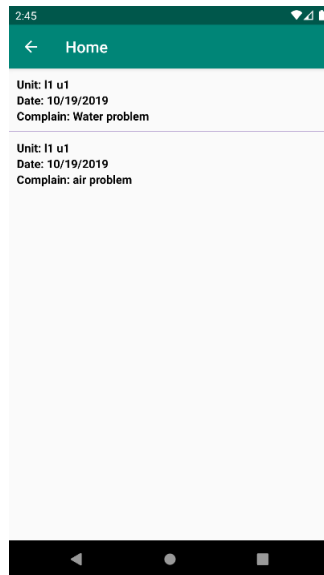 2:45
Home
Unit: l1 u1
Date: 10/19/2019
Complain: Water problem
Unit: l1 u1
Date: 10/19/2019
Complain: air problem